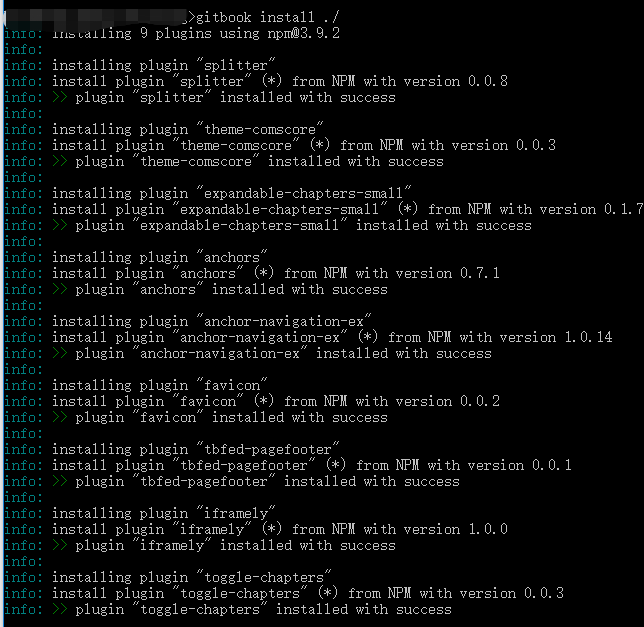 >gitbook install ./
info: installing 9 plugins using npm@3.9.2
info:
info: installing plugin "splitter"
info: install plugin "splitter" (*) from NPM with version 0.0.8
info: >> plugin "splitter" installed with success
info:
info: installing plugin "theme-comscore"
info: install plugin "theme-comscore" (*) from NPM with version 0.0.3
info: >> plugin "theme-comscore" installed with success
info:
info: installing plugin "expandable-chapters-small"
info: install plugin "expandable-chapters-small" (*) from NPM with version 0.1.7
info: >> plugin "expandable-chapters-small" installed with success
info:
info: installing plugin "anchors"
info: install plugin "anchors" (*) from NPM with version 0.7.1
info: >> plugin "anchors" installed with success
info:
info: installing plugin "anchor-navigation-ex"
info: install plugin "anchor-navigation-ex" (*) from NPM with version 1.0.14
info: >> plugin "anchor-navigation-ex" installed with success
info:
info: installing plugin "favicon"
info: install plugin "favicon" (*) from NPM with version 0.0.2
info: >> plugin "favicon" installed with success
info:
info: installing plugin "tbfed-pagefooter"
info: install plugin "tbfed-pagefooter" (*) from NPM with version 0.0.1
info: >> plugin "tbfed-pagefooter" installed with success
info:
info: installing plugin "iframely"
info: install plugin "iframely" (*) from NPM with version 1.0.0
info: >> plugin "iframely" installed with success
info:
info: installing plugin "toggle-chapters"
info: install plugin "toggle-chapters" (*) from NPM with version 0.0.3
info: >> plugin "toggle-chapters" installed with success